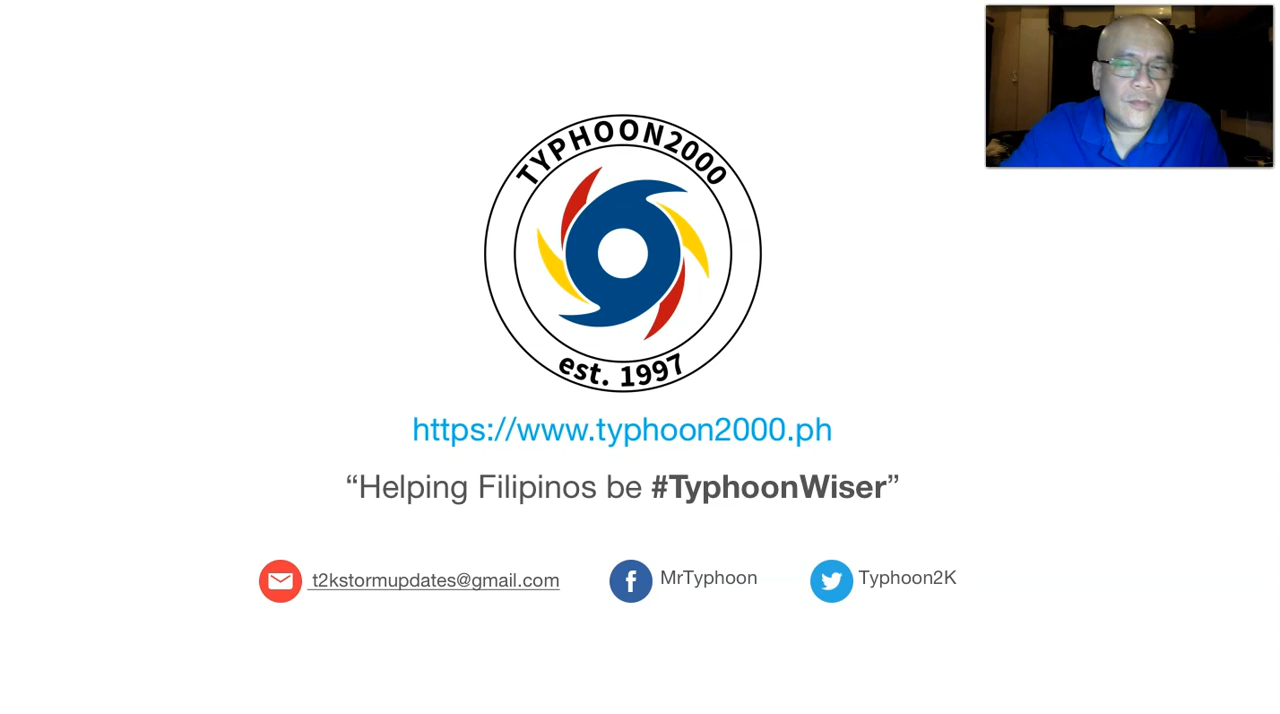 TYPHOON2000
est. 1997
https://www.typhoon2000.ph
“Helping Filipinos be #TyphoonWiser”
t2kstormupdates@gmail.com
MrTyphoon
Typhoon2K